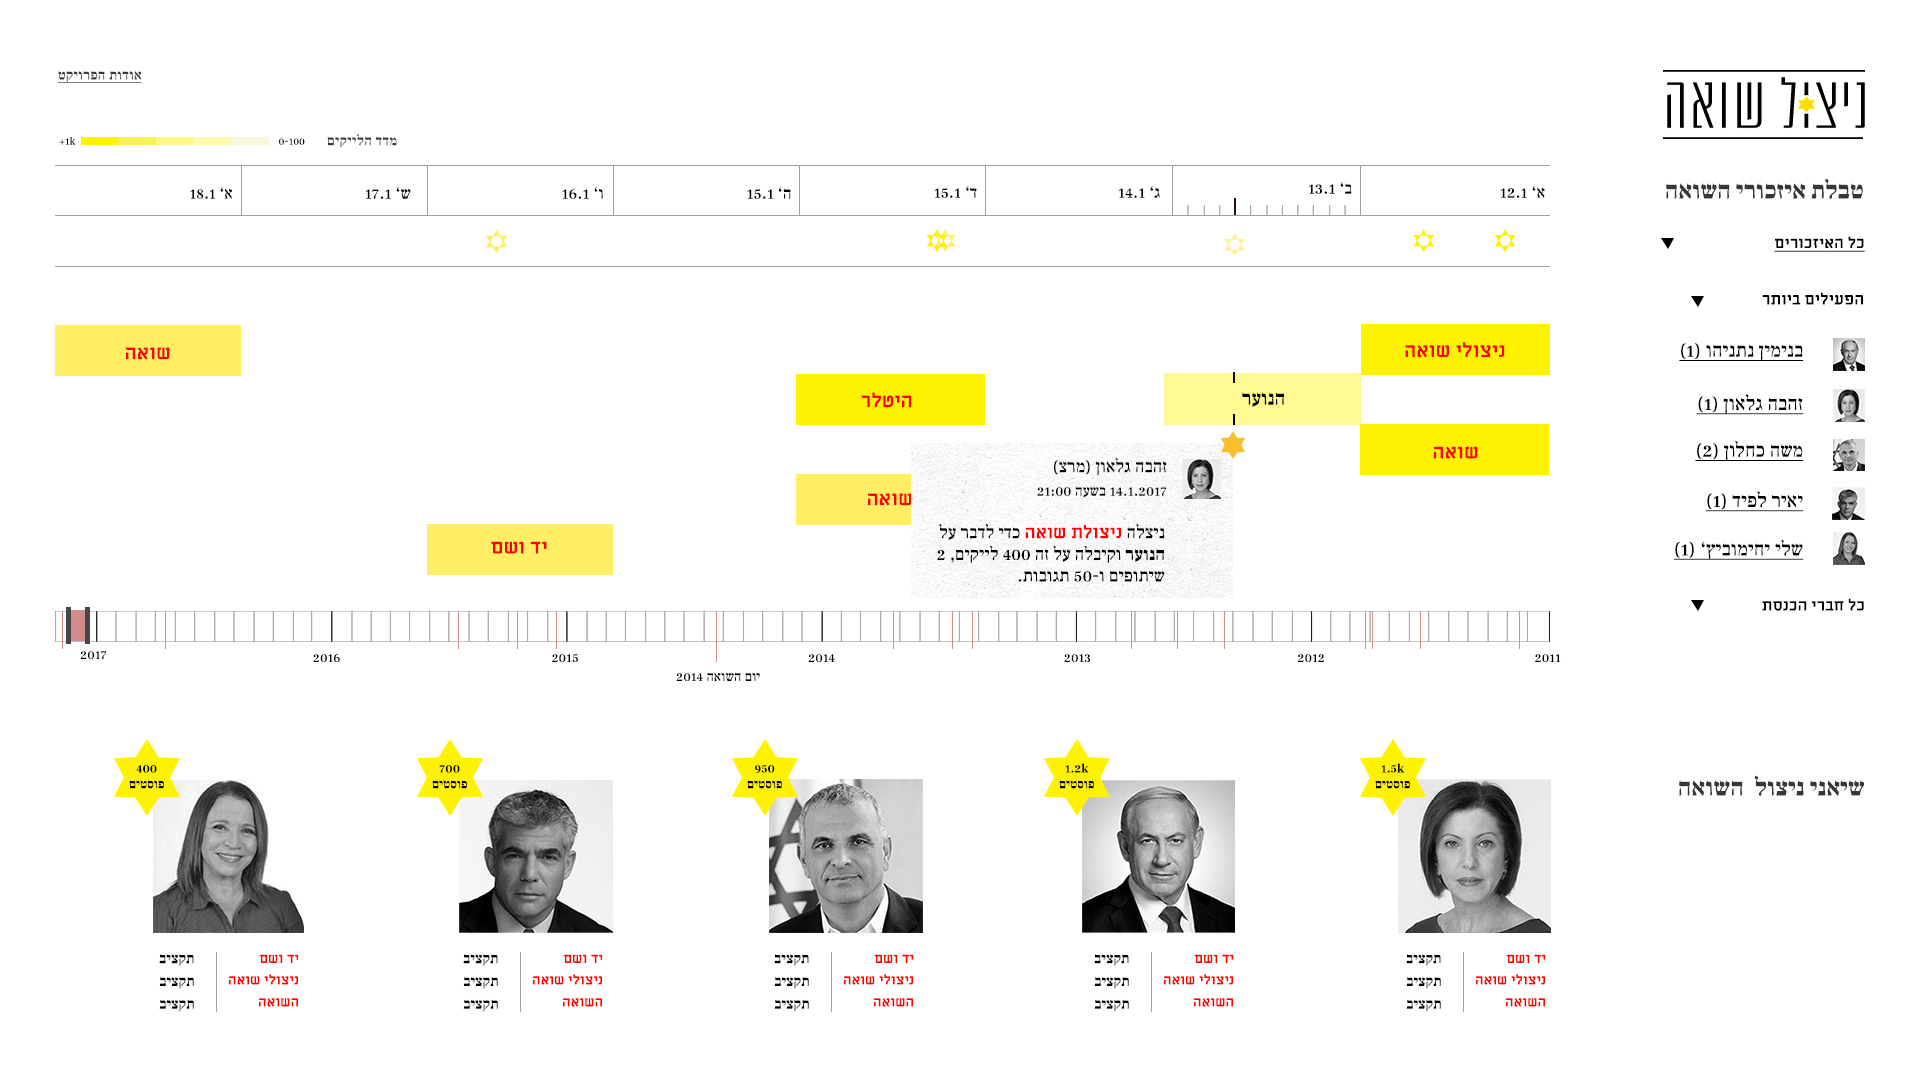 ניצול שואה
אודות הפרויקט
מדד הלייקים
0-100
+1k
טבלת איזכורי השואה
א' 12.1
ב' 13.1
ג' 14.1
ד' 15.1
ה' 15.1
ו' 16.1
ש' 17.1
א' 18.1
כל האיזכורים
הפעילים ביותר
בנימין נתניהו (1)
זהבה גלאון (1)
משה כחלון (2)
יאיר לפיד (1)
שלי יחימוביץ' (1)
כל חברי הכנסת
ניצולי שואה
שואה
הנוער
היטלר
שואה
יד ושם
שואה
זהבה גלאון (מרצ)
14.1.2017 בשעה 21:00
ניצלה ניצולת שואה כדי לדבר על
הנוער וקיבלה על זה 400 לייקים, 2
שיתופים ו-50 תגובות.
2011
2012
2013
2014
2015
2016
2017
יום השואה 2014
שיאני ניצול השואה
1.5k
פוסטים
יד ושם
תקציב
ניצולי שואה
תקציב
השואה
תקציב
1.2k
פוסטים
יד ושם
תקציב
ניצולי שואה
תקציב
השואה
תקציב
950
פוסטים
יד ושם
תקציב
ניצולי שואה
תקציב
השואה
תקציב
700
פוסטים
יד ושם
תקציב
ניצולי שואה
תקציב
השואה
תקציב
400
פוסטים
יד ושם
תקציב
ניצולי שואה
תקציב
השואה
תקציב